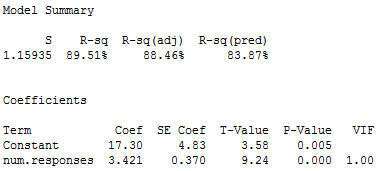 Model Summary
S R-sq R-sq(adj) R-sq(pred)
1.15935 89.51% 88.46% 83.87%
Coefficients
Term Coef SE Coef T-Value P-Value VIF
Constant 17.30 4.83 3.58 0.005
num.responses 3.421 0.370 9.24 0.000 1.00